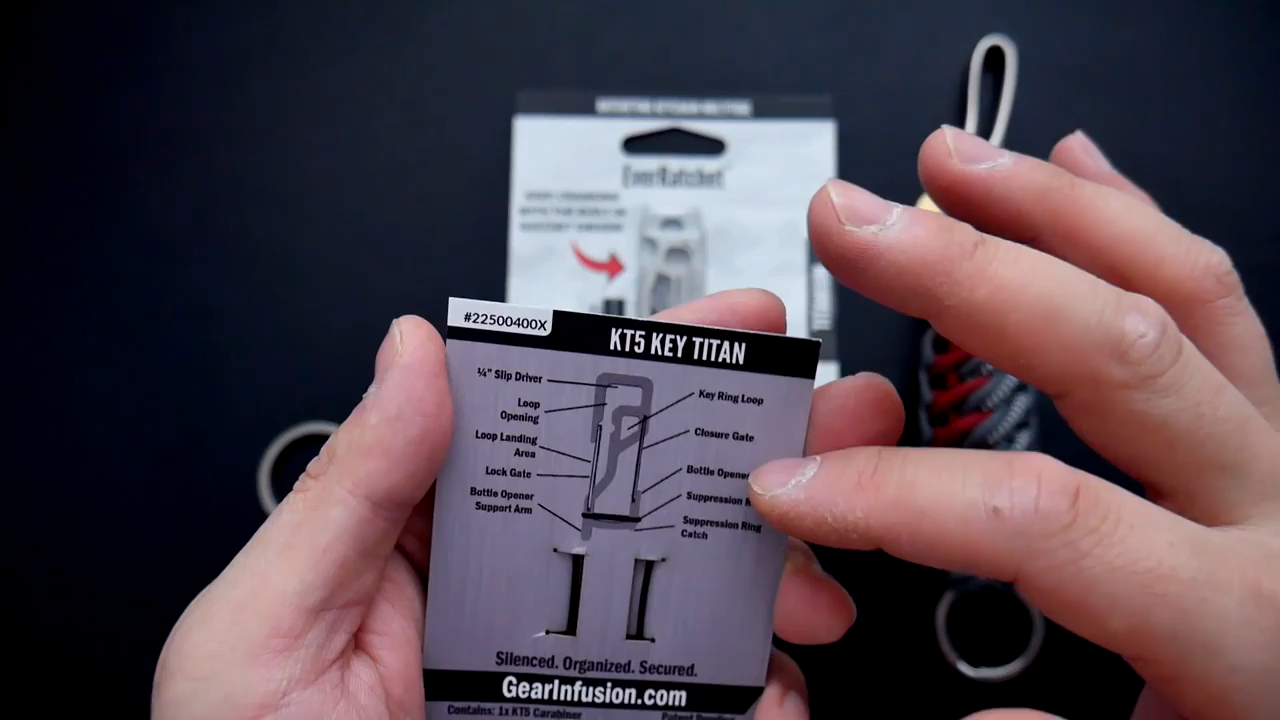 EverRatchet
#22500400X
KT5 KEY TITAN
¼" Slip Driver
Key Ring Loop
Loop
Opening
Closure Gate
Loop Landing
Area
Bottle Opener
Lock Gate
Suppression
Bottle Opener
Support Arm
Suppression Ring
Catch
Silenced. Organized. Secured.
GearInfusion.com
Contains: 1x KT5 Carabiner
Patent Pending